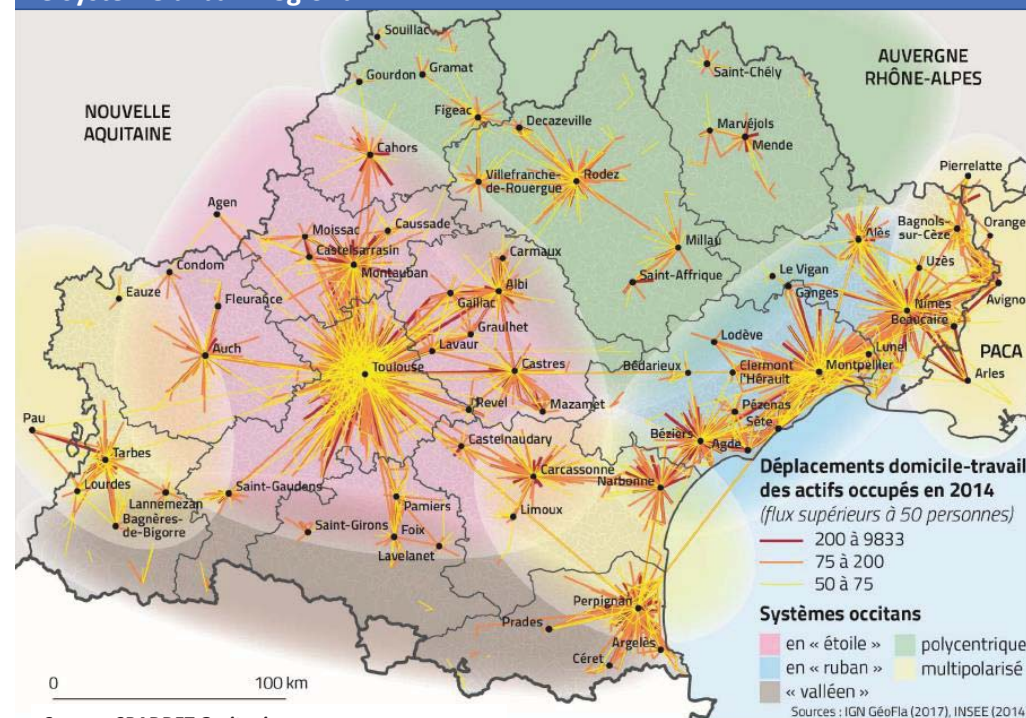 NOUVELLE
AQUITAINE
AUVERGNE
RHÔNE-ALPES
Souillac
Gourdon
Gramat
Saint-Chély
Figeac
Decazeville
Marvéjols
Mende
Cahors
Villefranche-
de-Rouergue
Rodez
Pierrelatte
Agen
Moissac
Caussade
Castelsarrasin
Montauban
Carmaux
Millau
Alès
Bagnols-
sur-Cèze
Orange
Condom
Albi
Saint-Affrique
Le Vigan
Uzès
Eauze
Fleurance
Gaillac
Ganges
Avigno
Graulhet
Nîmes
Beaucaire
Auch
Lavaur
Lodève
Lunel
PACA
Toulouse
Castres
Bédarieux
Clermont
l'Hérault
Montpellier
Arles
Revel
Mazamet
Pézenas
Sète
Pau
Castelnaudary
Béziers
Agde
Tarbes
Carcassonne
Narbonne
Lourdes
Lannemezan
Saint-Gaudens
Pamiers
Limoux
Bagnères-
de-Bigorre
Saint-Girons
Foix
Lavelanet
Perpignan
Prades
Argelès
Céret
Déplacements domicile-travail
des actifs occupés en 2014
(flux supérieurs à 50 personnes)
200 à 9833
75 à 200
50 à 75
Systèmes occitans
en « étoile »
polycentrique
en « ruban »
multipolarisé
« valléen »
0
100 km
Sources : IGN GéoFla (2017), INSEE (2014